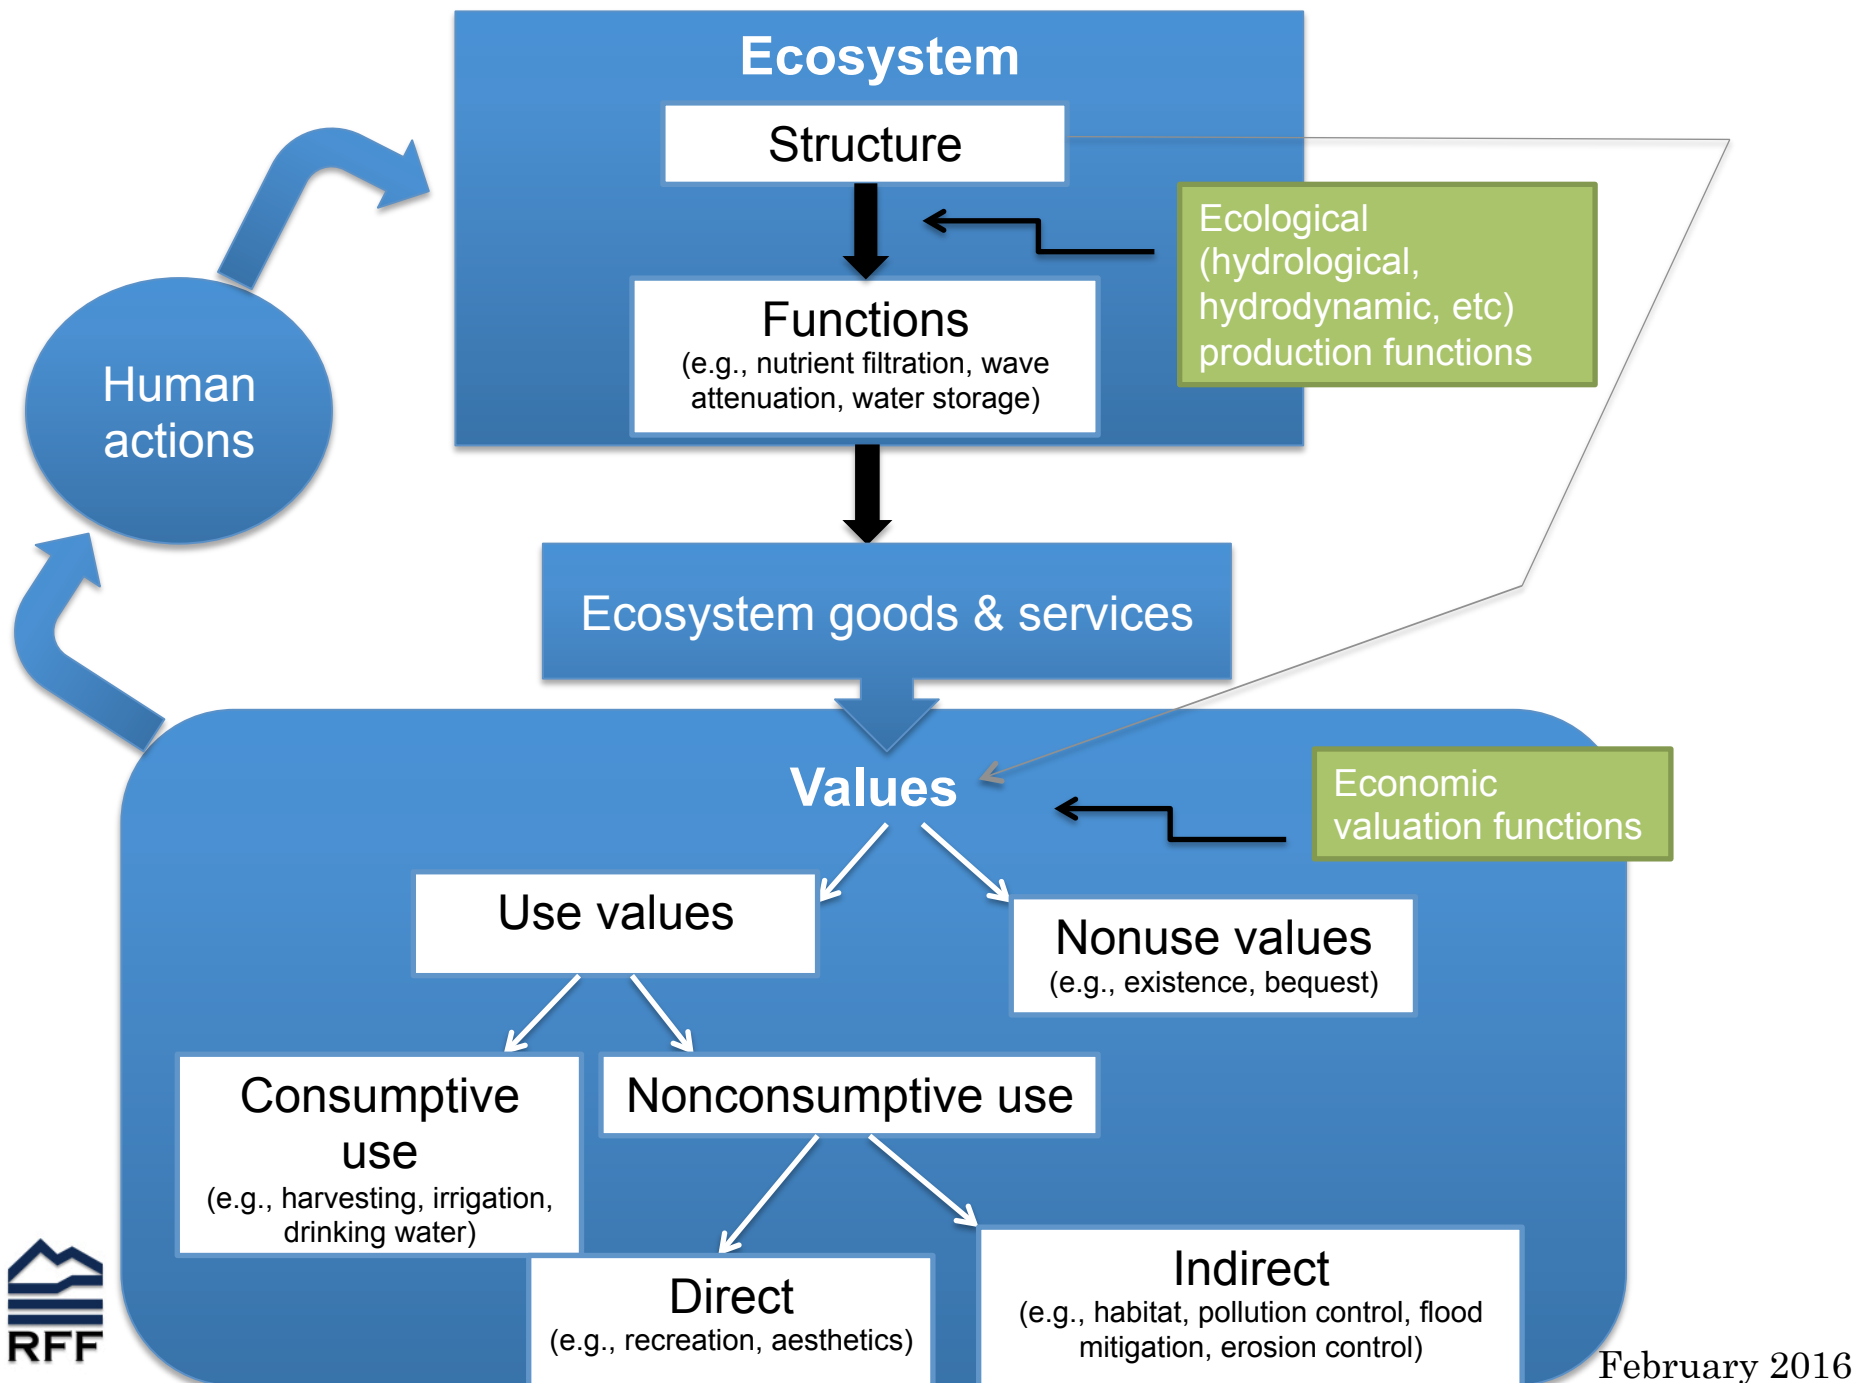 Ecosystem
Structure
Ecological
(hydrological,
hydrodynamic, etc)
production functions
Functions
(e.g., nutrient filtration, wave
attenuation, water storage)
Human
actions
Ecosystem goods & services
Values
Economic
valuation functions
Use values
Nonuse values
(e.g., existence, bequest)
Consumptive
use
(e.g., harvesting, irrigation,
drinking water)
Nonconsumptive use
Direct
(e.g., recreation, aesthetics)
Indirect
(e.g., habitat, pollution control, flood
mitigation, erosion control)
RFF
February 2016